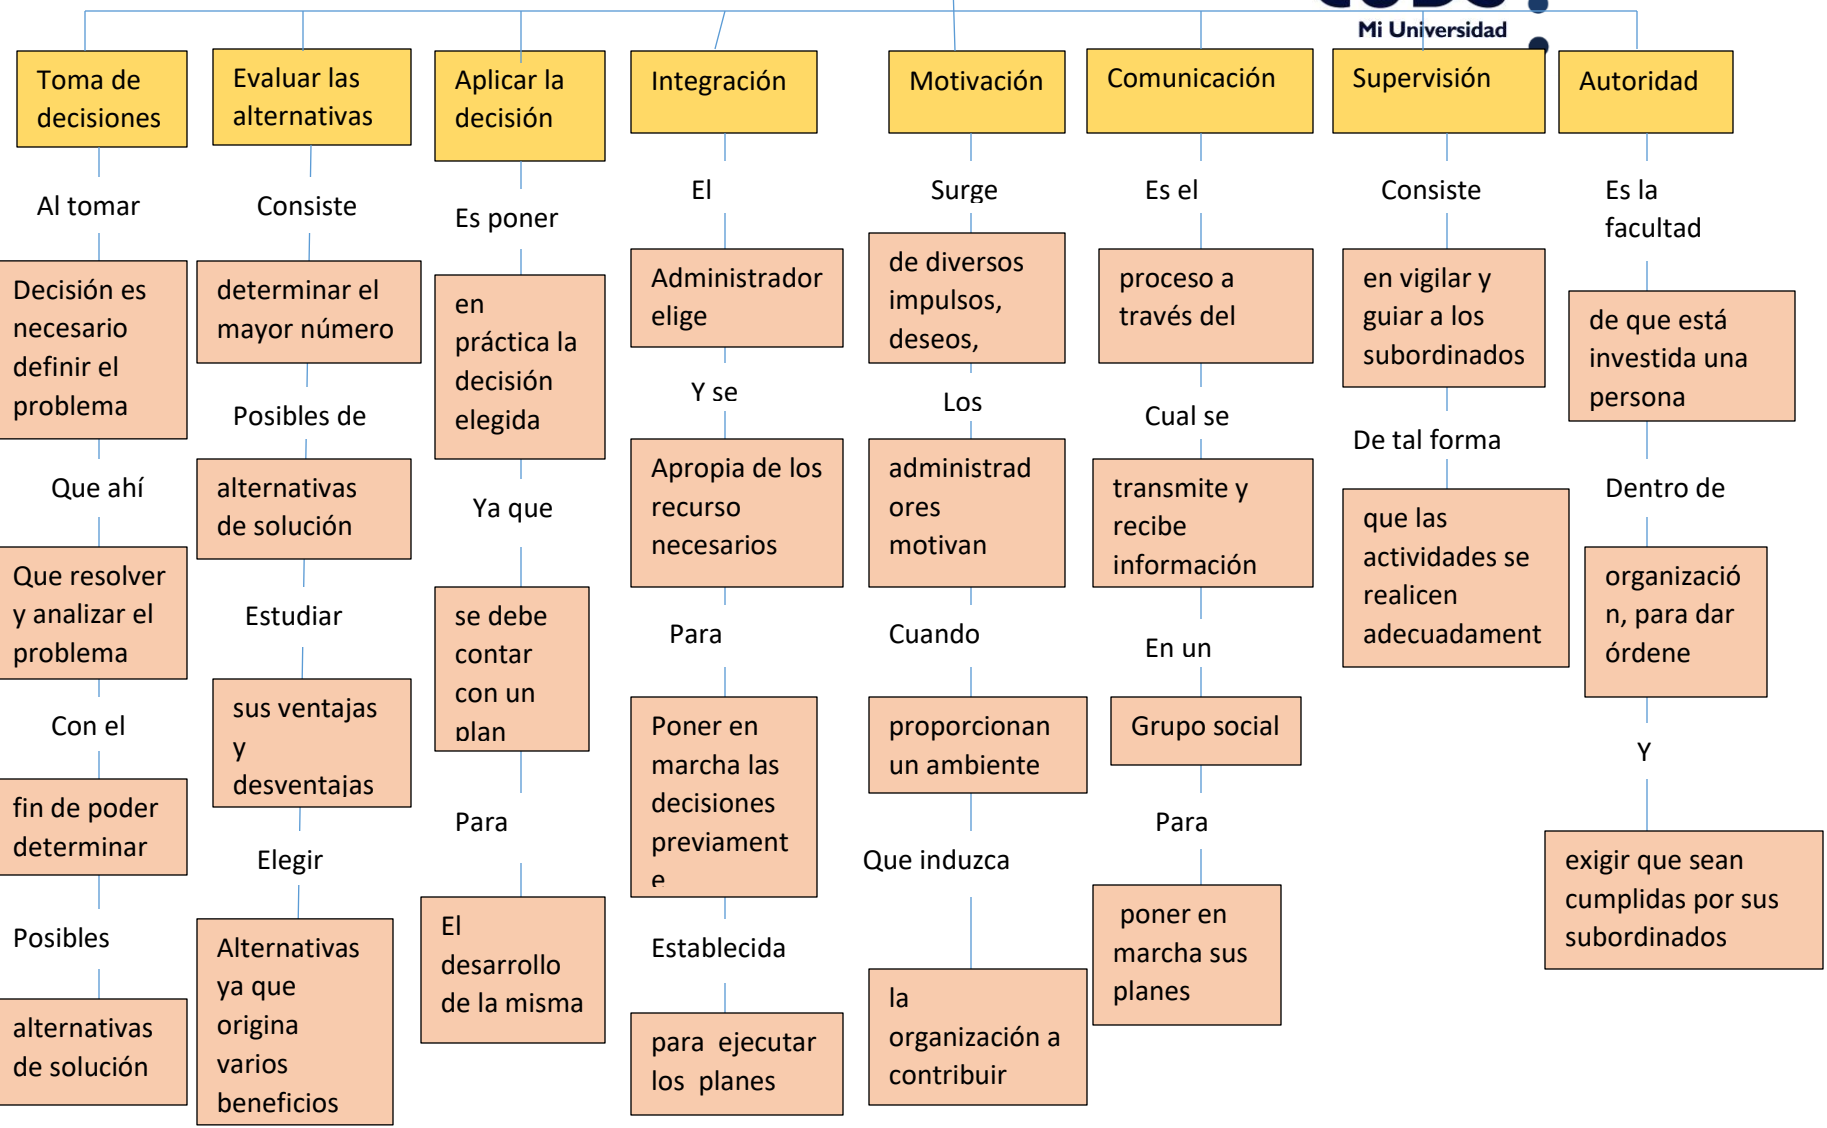 Mi Universidad
Toma de
decisiones
Al tomar
Decisión es
necesario
definir el
problema
Que ahí
Que resolver
y analizar el
problema
Con el
fin de poder
determinar
Posibles
alternativas
de solución
Evaluar las
alternativas
Consiste
determinar el
mayor número
Posibles de
alternativas
de solución
Estudiar
sus ventajas
y
desventajas
Elegir
Alternativas
ya que
origina
varios
beneficios
Aplicar la
decisión
Es poner
en
práctica la
decisión
elegida
Ya que
se debe
contar
con un
plan
Para
El
desarrollo
de la misma
Integración
El
Administrador
elige
Y se
Apropia de los
recurso
necesarios
Para
Poner en
marcha las
decisiones
previament
e
Establecida
para ejecutar
los planes
Motivación
Surge
de diversos
impulsos,
deseos,
Los
administrad
ores
motivan
Cuando
proporcionan
un ambiente
Que induzca
la
organización a
contribuir
Comunicación
Es el
proceso a
través del
Cual se
transmite y
recibe
información
En un
Grupo social
Para
poner en
marcha sus
planes
Supervisión
Consiste
en vigilar y
guiar a los
subordinados
De tal forma
que las
actividades se
realicen
adecuadament
Autoridad
Es la
facultad
de que está
investida una
persona
Dentro de
organizació
n, para dar
órdene
Y
exigir que sean
cumplidas por sus
subordinados